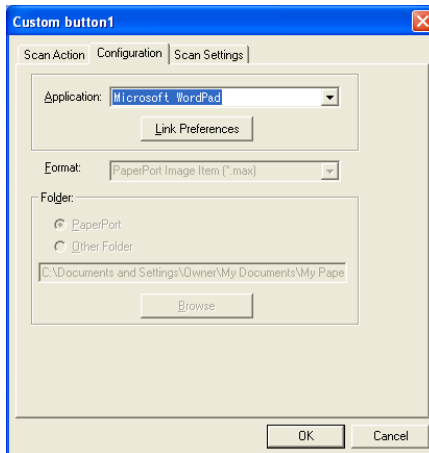 Custom button1
Scan Action Configuration Scan Settings
Application: Microsoft WordPad
Link Preferences
Format: PaperPort Image Item (*.max)
Folder:
PaperPort
Other Folder
C:\Documents and Settings\Owner\My Documents\My Pape
Browse
OK Cancel